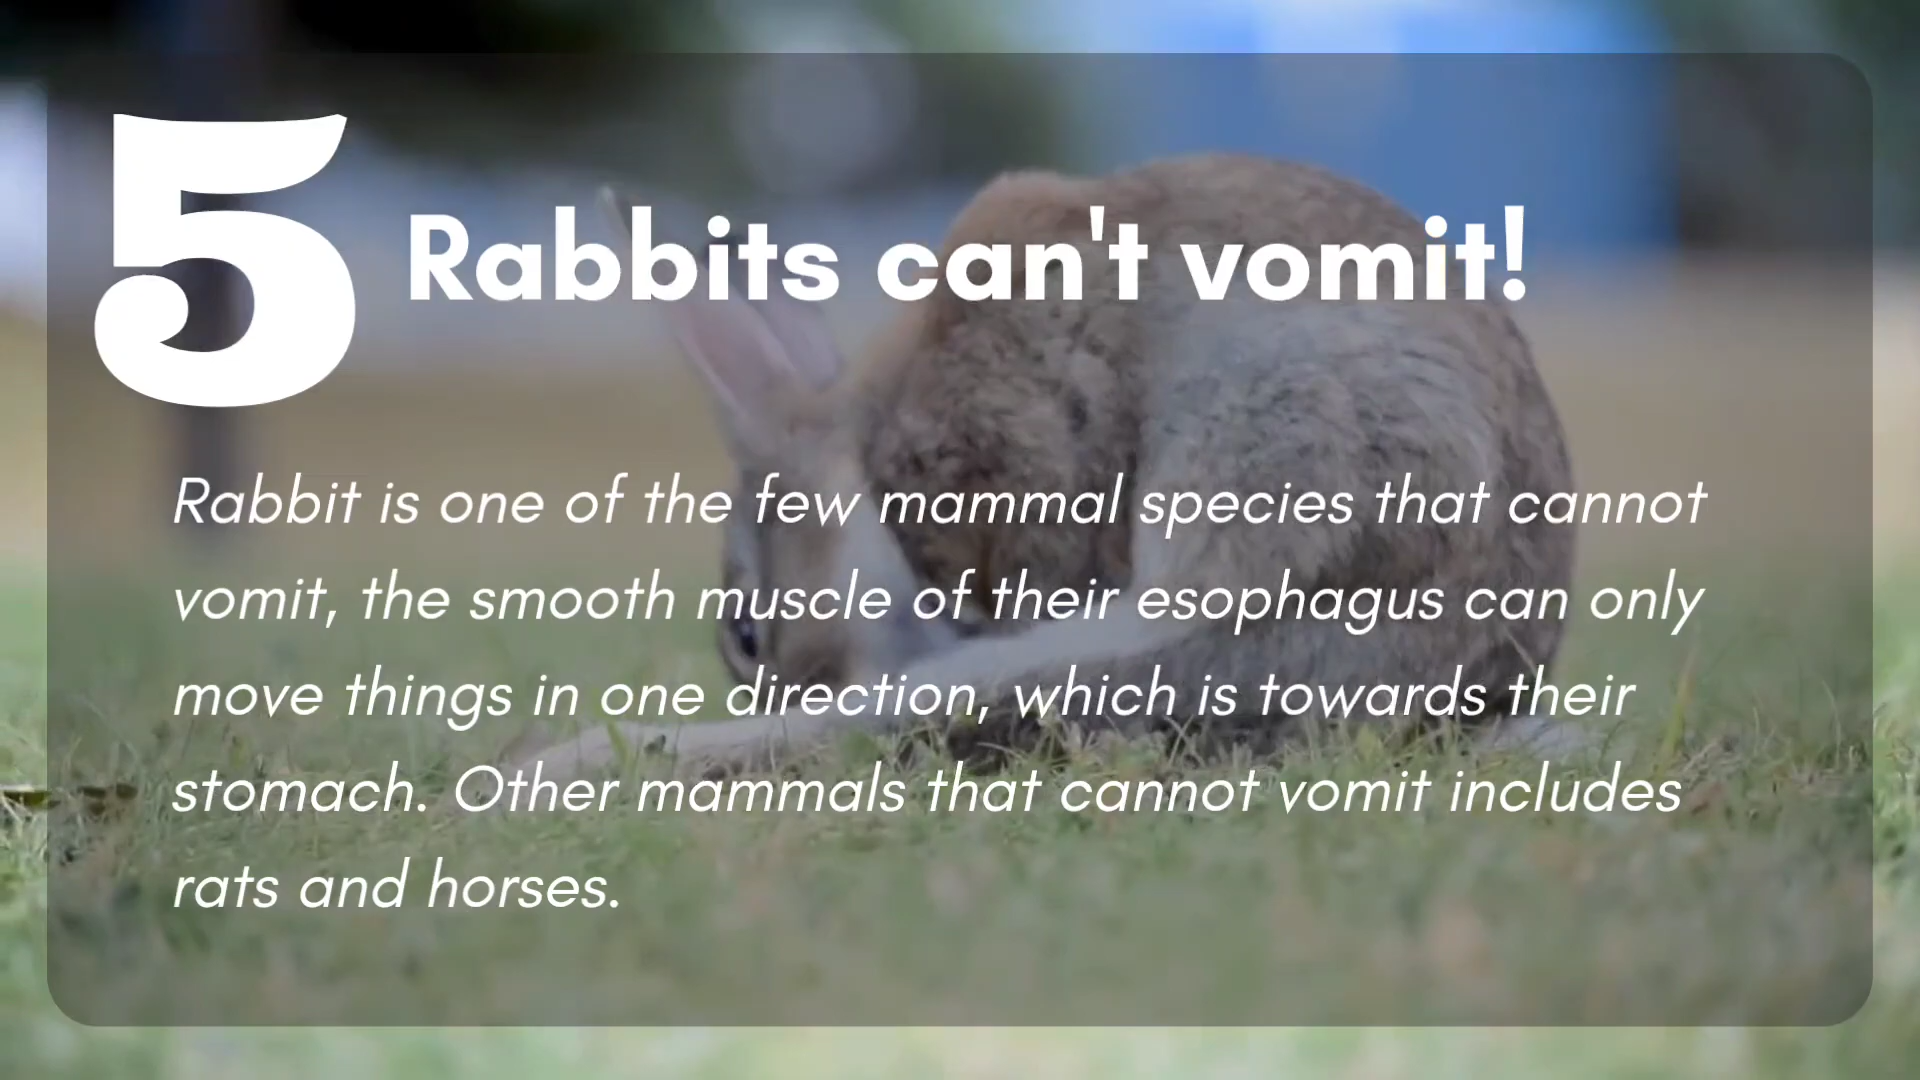 5
Rabbits can't vomit!
Rabbit is one of the few mammal species that cannot
vomit, the smooth muscle of their esophagus can only
move things in one direction, which is towards their
stomach. Other mammals that cannot vomit includes
rats and horses.